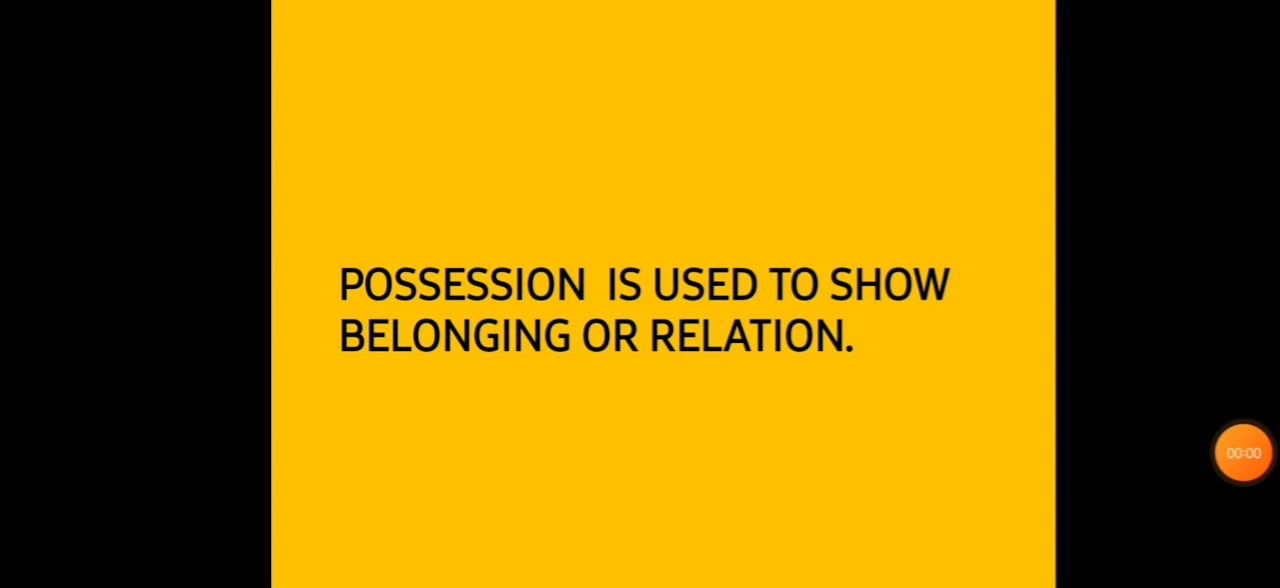 POSSESSION  IS USED TO SHOW
BELONGING OR RELATION.
00:00